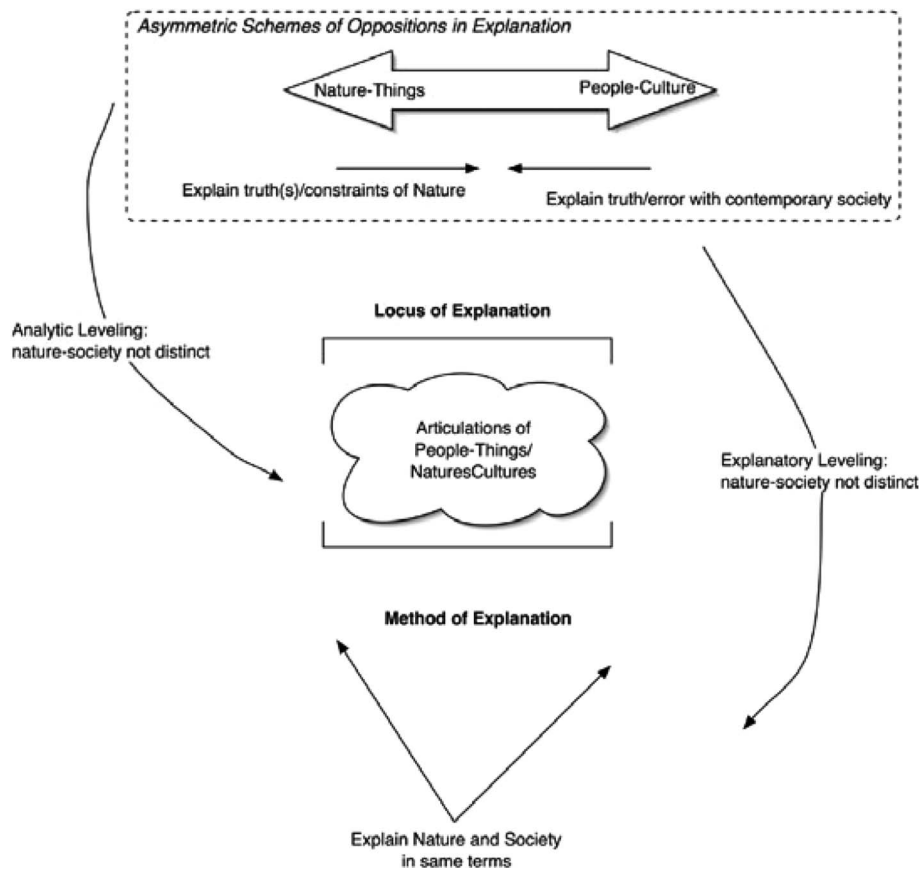 Asymmetric Schemes of Oppositions in Explanation
Nature-Things
People-Culture
Explain truth(s)/constraints of Nature
Explain truth/error with contemporary society
Locus of Explanation
Analytic Leveling:
nature-society not distinct
Articulations of
People-Things/
NaturesCultures
Explanatory Leveling:
nature-society not distinct
Method of Explanation
Explain Nature and Society
in same terms